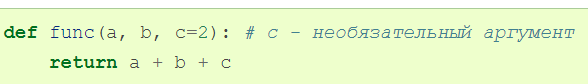 def func(a, b, c=2): # c - необязательный аргумент
    return a + b + c